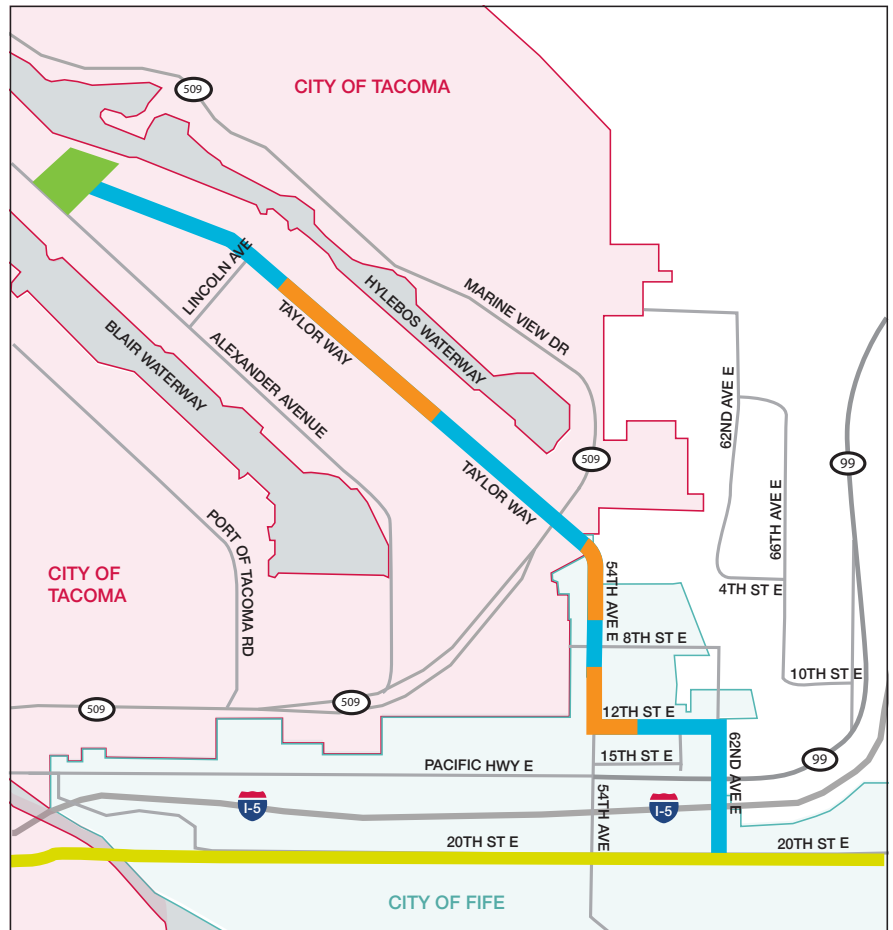 509
CITY OF TACOMA
LINCOLN AVE
MARINE VIEW DR
HYLEBOS WATERWAY
TAYLOR WAY
BLAIR WATERWAY
ALEXANDER AVENUE
62ND AVE E
509
99
TAYLOR WAY
66TH AVE E
PORT OF TACOMA RD
CITY OF
TACOMA
54TH AVE E
4TH ST E
8TH ST E
10TH ST E
509
509
12TH ST E
62ND AVE E
15TH ST E
99
PACIFIC HWY E
I-5
I-5
54TH AVE
20TH ST E
20TH ST E
CITY OF FIFE